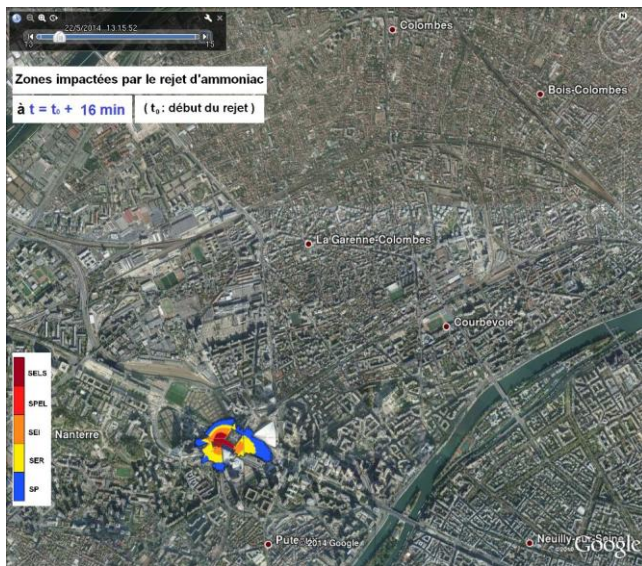 22/5/2014 13:15:52
13
15
N
Zones impactées par le rejet d'ammoniac
à t = t₀ + 16 min
( t₀ : début du rejet )
Colombes
Bois-Colombes
La Garenne-Colombes
Courbevoie
SELS
SPEL
SEI
SER
SP
Nanterre
Pute
2014 Google
Neuilly-sur-Seine
Google